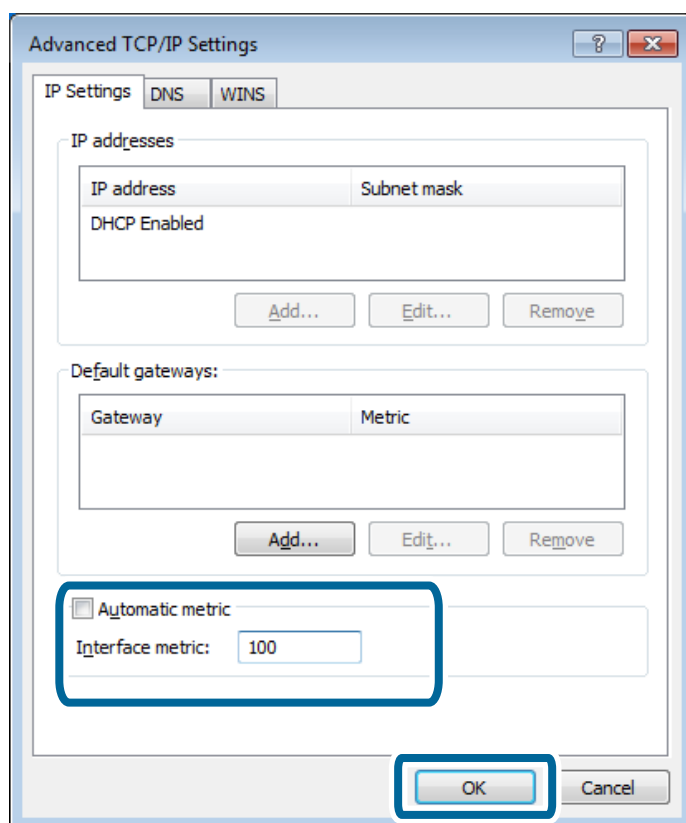 Advanced TCP/IP Settings
?
IP Settings DNS WINS
IP addresses
IP address Subnet mask
DHCP Enabled
Add... Edit... Remove
Default gateways:
Gateway Metric
Add... Edit... Remove
Automatic metric
Interface metric: 100
OK Cancel